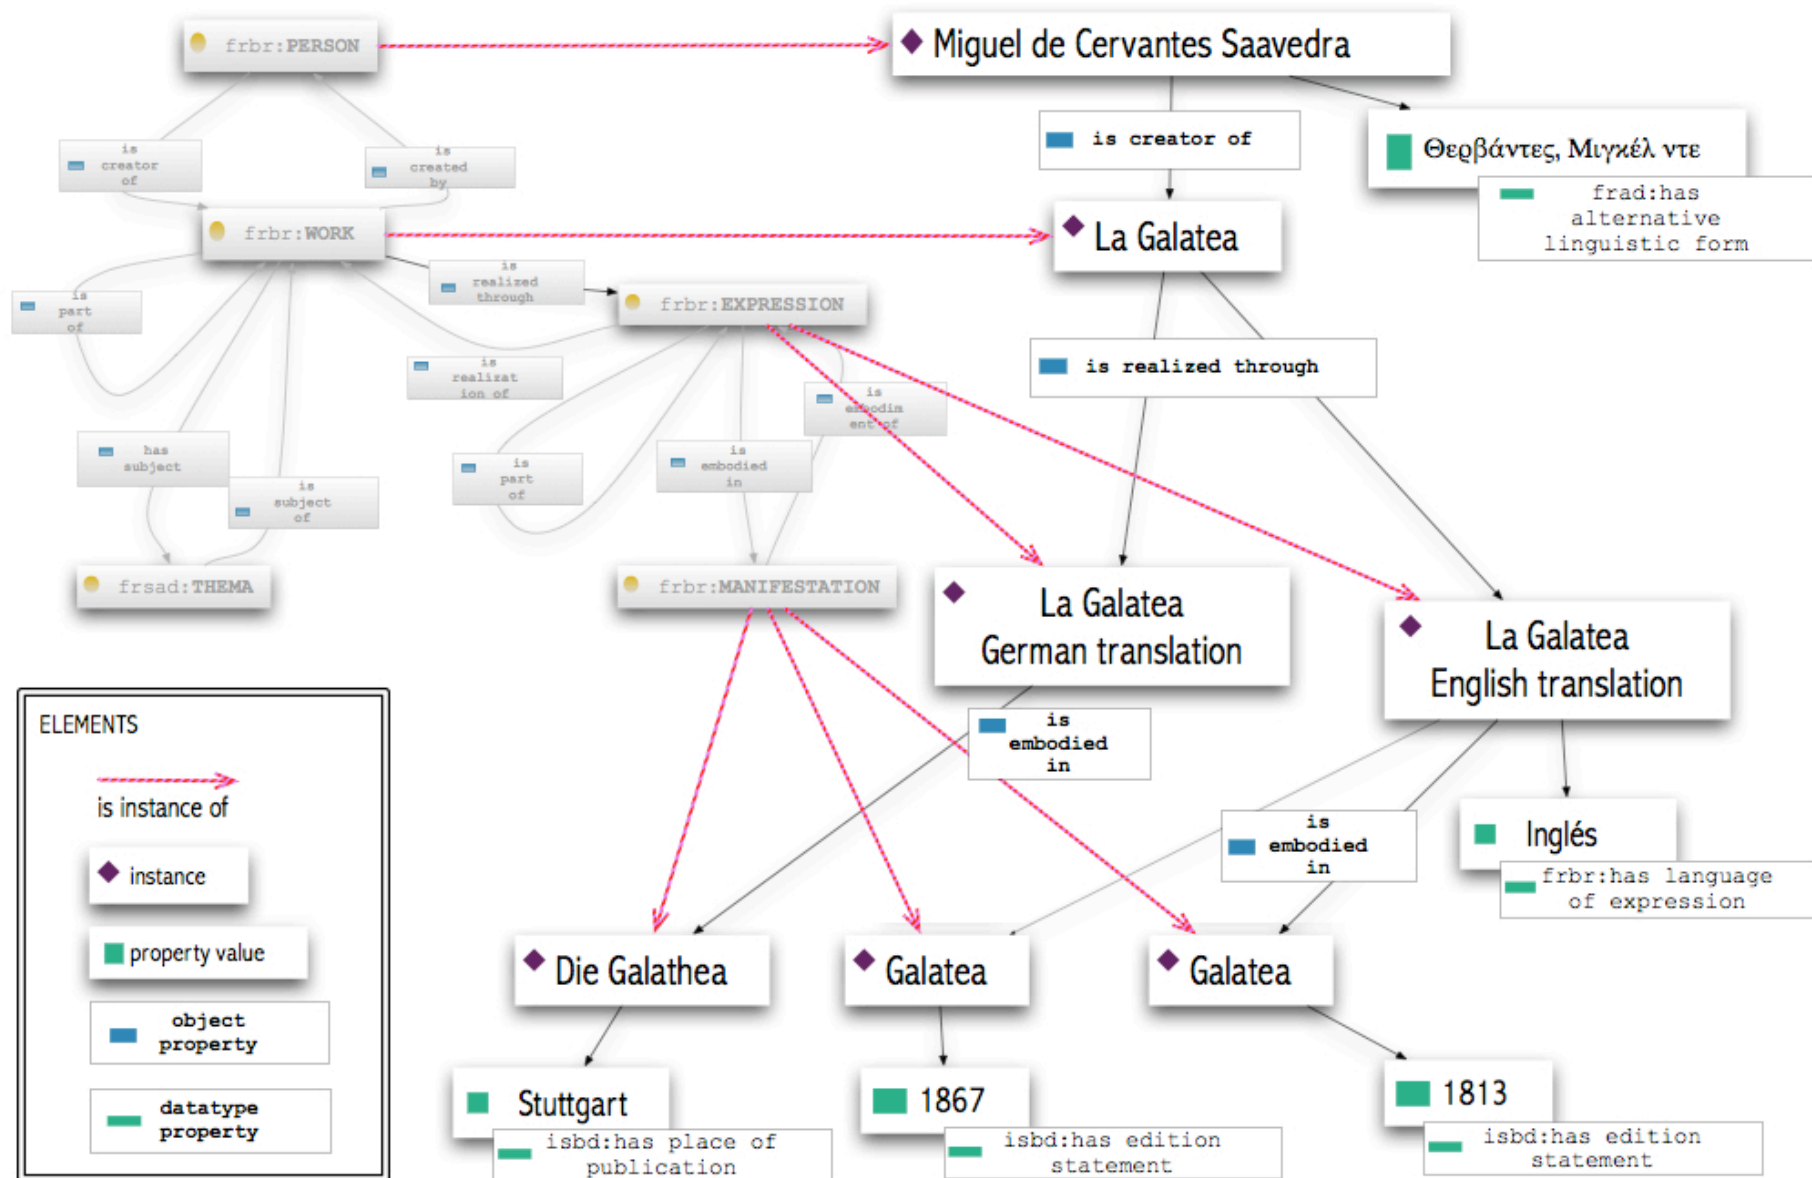 frbr:PERSON
Miguel de Cervantes Saavedra
is
creator
of
is
created
by
is creator of
Θερβάντες, Μιγκέλ ντε
frad:has
alternative
linguistic form
frbr:WORK
La Galatea
is
realized
through
is
part
of
frbr:EXPRESSION
is
realizat
ion of
is realized through
is
embodim
ent of
has
subject
is
subject
of
is
part
of
is
embodied
in
frsad:THEMA
frbr:MANIFESTATION
La Galatea
German translation
La Galatea
English translation
is
embodied
in
is
embodied
in
Inglés
frbr:has language
of expression
Die Galathea
Galatea
Galatea
Stuttgart
isbd:has place of
publication
1867
isbd:has edition
statement
1813
isbd:has edition
statement
ELEMENTS
is instance of
instance
property value
object
property
datatype
property